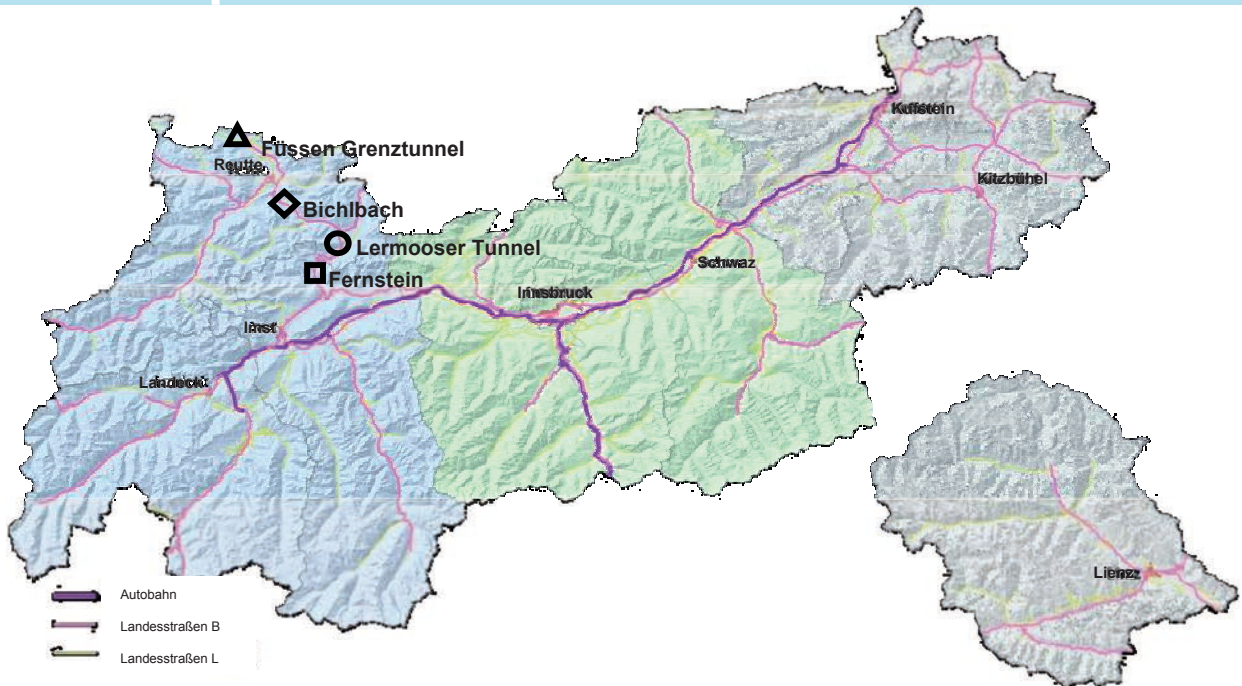 Kufstein
Füssen Grenztunnel
Reutte
Kitzbühel
Bichlbach
Lermooser Tunnel
Schwaz
Fernstein
Innsbruck
Imst
Landeck
Lienz
Autobahn
Landesstraßen B
Landesstraßen L